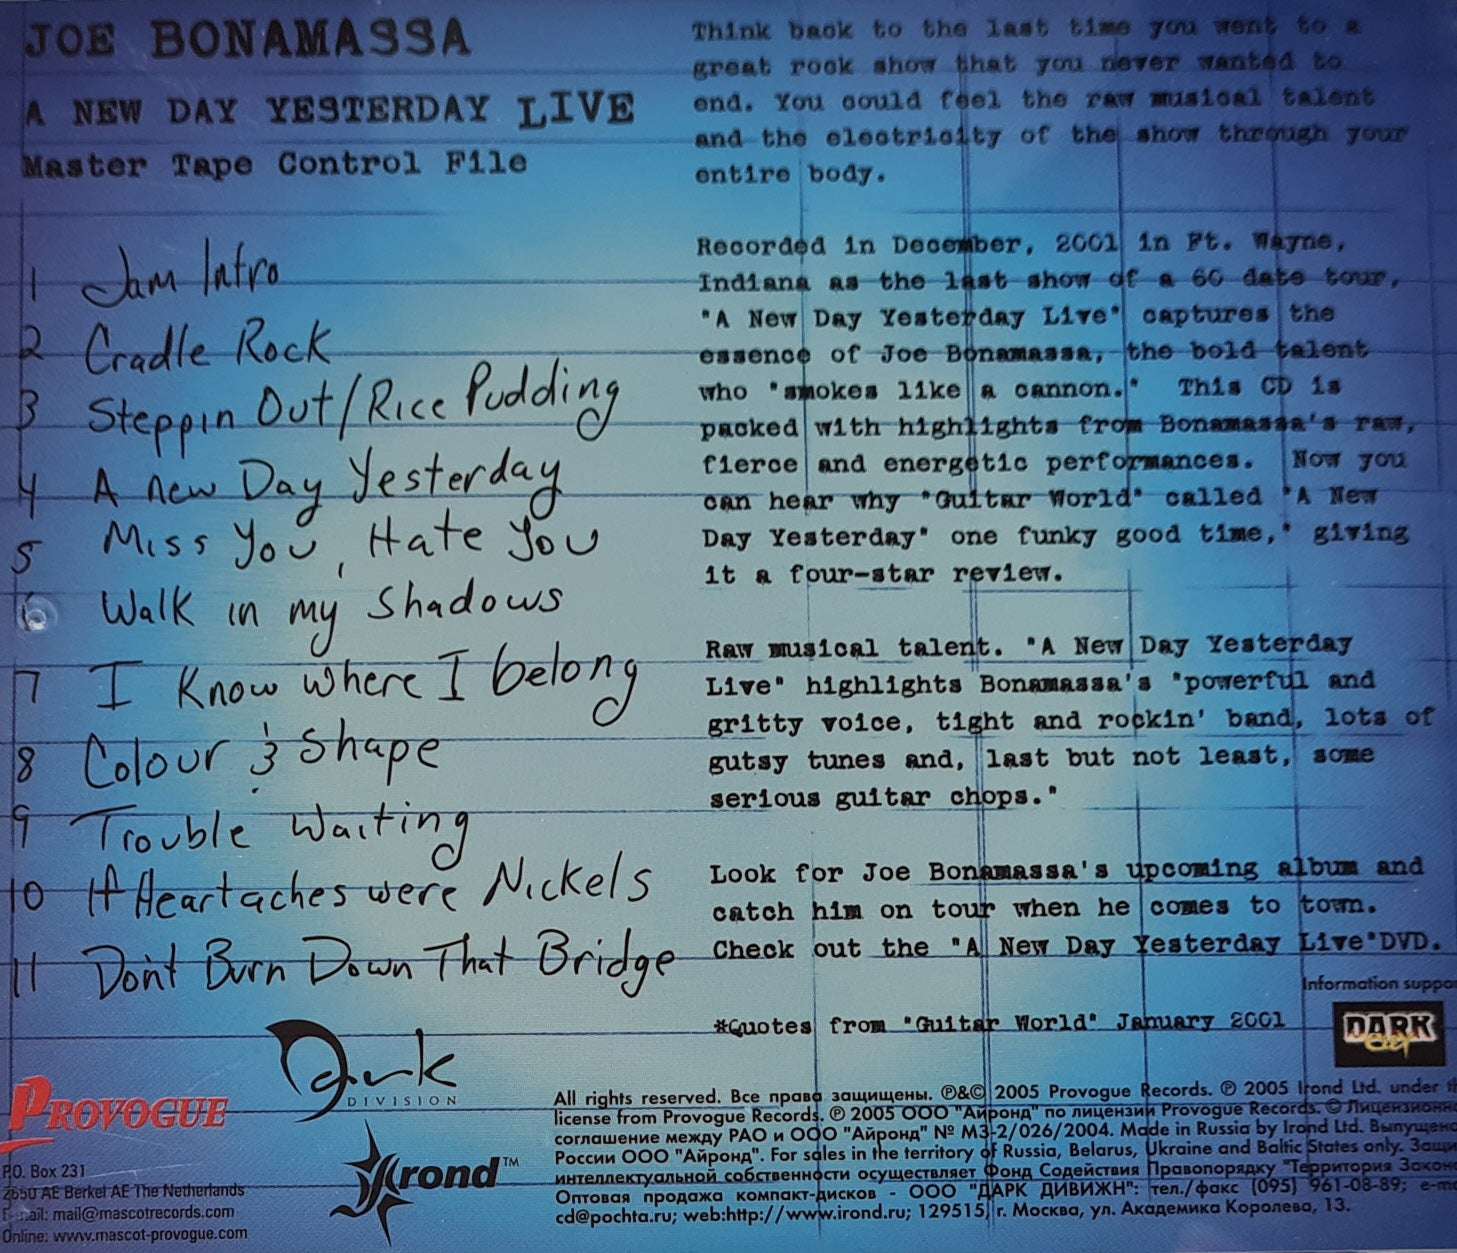 JOE BONAMASSA
A NEW DAY YESTERDAY LIVE
Master Tape Control File
1 Jam Intro
2 Cradle Rock
3 Steppin Out/Rice Pudding
4 A new Day Yesterday
5 Miss You, Hate You
6 Walk in my Shadows
7 I Know where I belong
8 Colour & Shape
9 Trouble Waiting
10 If Heartaches were Nickels
11 Don't Burn Down That Bridge
Think back to the last time you went to a
great rock show that you never wanted to
end. You could feel the raw musical talent
and the electricity of the show through your
entire body.
Recorded in December, 2001 in Ft. Wayne,
Indiana as the last show of a 60 date tour,
"A New Day Yesterday Live" captures the
essence of Joe Bonamassa, the bold talent
who "smokes like a cannon." This CD is
packed with highlights from Bonamassa's raw,
fierce and energetic performances. Now you
can hear why "Guitar World" called "A New
Day Yesterday" one funky good time," giving
it a four-star review.
Raw musical talent. "A New Day Yesterday
Live" highlights Bonamassa's "powerful and
gritty voice, tight and rockin' band, lots of
gutsy tunes and, last but not least, some
serious guitar chops."
Look for Joe Bonamassa's upcoming album and
catch him on tour when he comes to town.
Check out the "A New Day Yesterday Live"DVD.
*Quotes from "Guitar World" January 2001
Information suppor
DARK
City
PROVOGUE
P.O. Box 231
2650 AE Berkel AE The Netherlands
E-mail: mail@mascotrecords.com
Online: www.mascot-provogue.com
Dark
DIVISION
Irond™
All rights reserved. Все права защищены. ℗&© 2005 Provogue Records. ℗ 2005 Irond Ltd. under th
license from Provogue Records. ℗ 2005 ООО "Айронд" по лицензии Provogue Records. © Лицензионно
соглашение между РАО и ООО "Айронд" № МЗ-2/026/2004. Made in Russia by Irond Ltd. Выпущено
России ООО "Айронд". For sales in the territory of Russia, Belarus, Ukraine and Baltic States only. Защи
интеллектуальной собственности осуществляет Фонд Содействия Правопорядку "Территория Закон
Оптовая продажа компакт-дисков - ООО "ДАРК ДИВИЖН": тел./факс (095) 961-08-89; e-ma
cd@pochta.ru; web:http://www.irond.ru; 129515, г. Москва, ул. Академика Королева, 13.